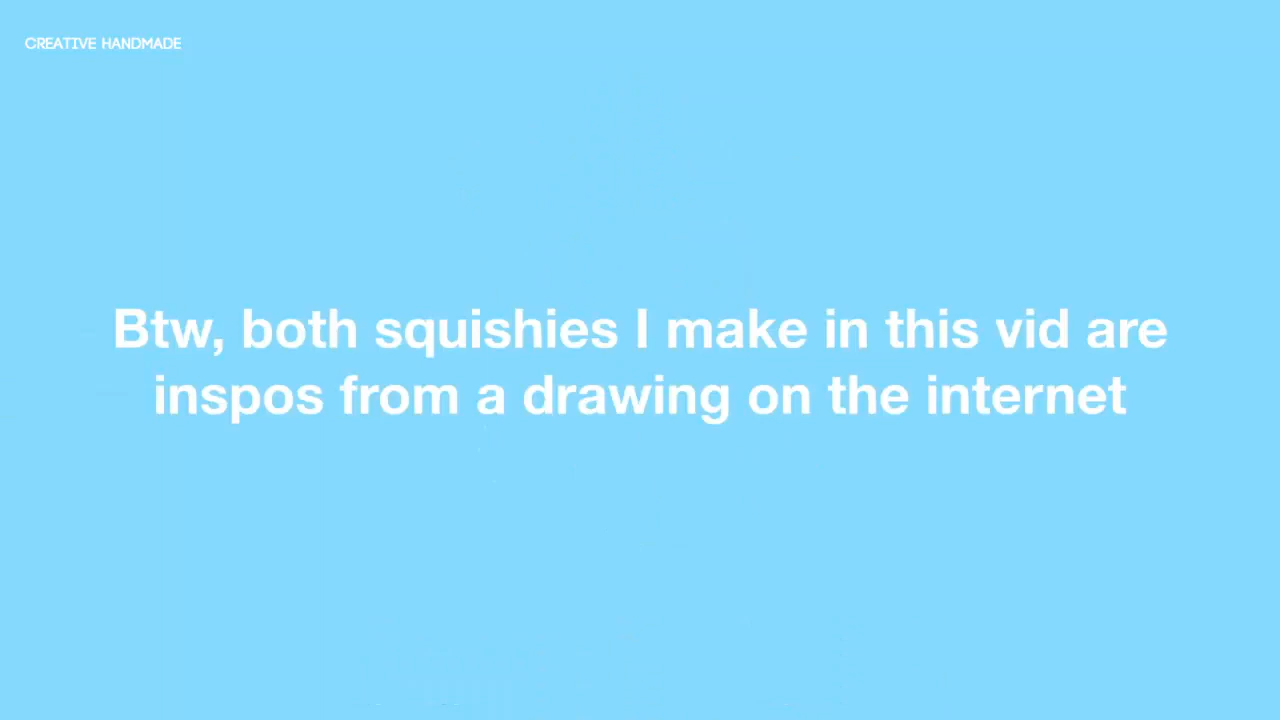 CREATIVE HANDMADE
Btw, both squishies I make in this vid are
inspos from a drawing on the internet